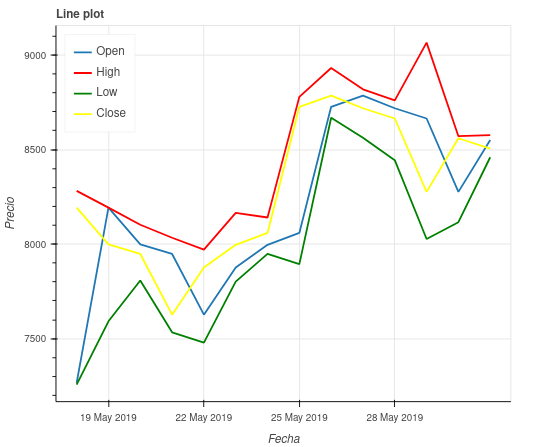 Line plot
Open
High
Low
Close
9000
8500
8000
7500
Precio
19 May 2019 22 May 2019 25 May 2019 28 May 2019
Fecha